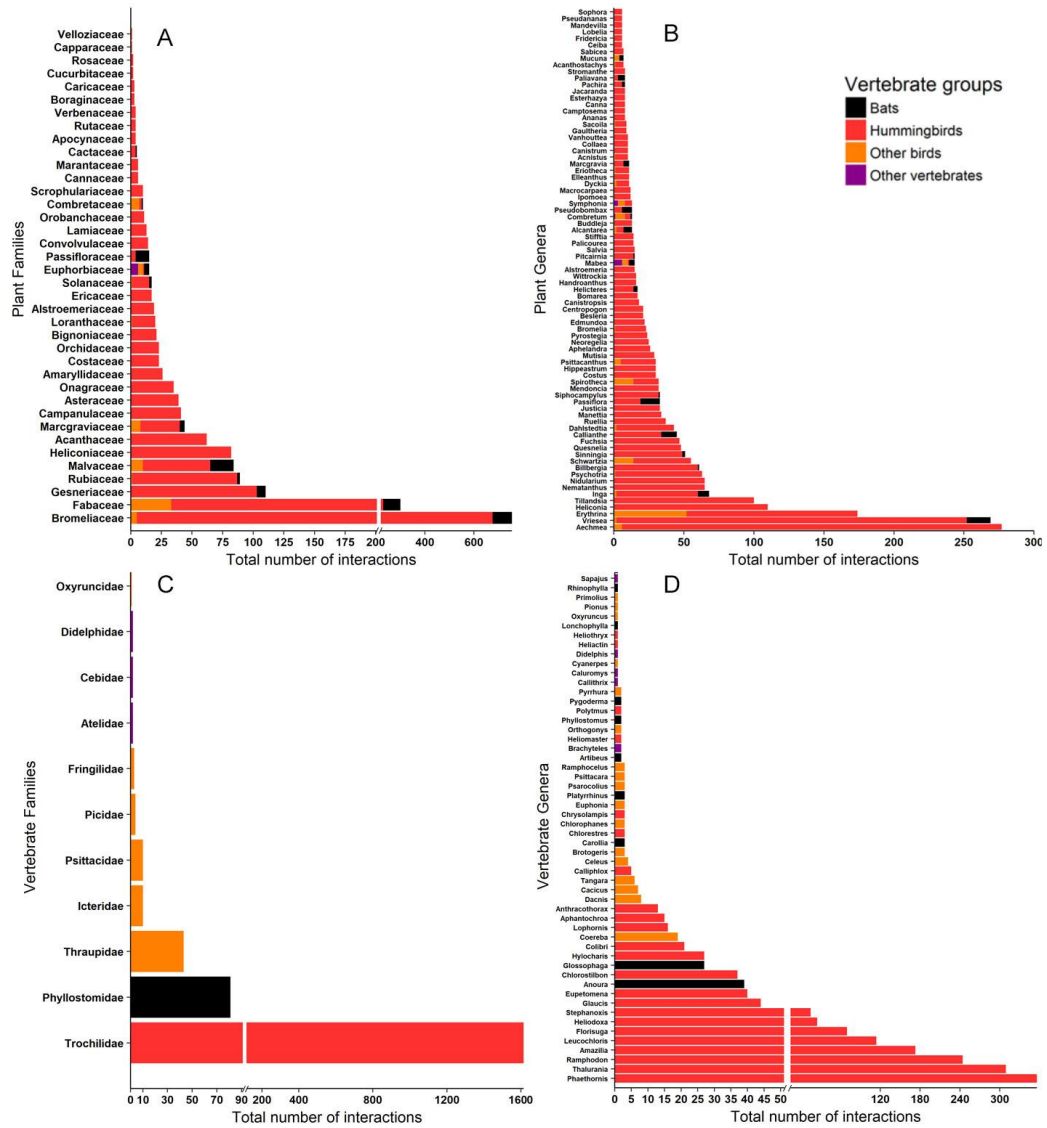 A
Velloziaceae
Capparaceae
Rosaceae
Cucurbitaceae
Caricaceae
Boraginaceae
Verbenaceae
Rutaceae
Apocynaceae
Cactaceae
Marantaceae
Cannaceae
Scrophulariaceae
Combretaceae
Orobanchaceae
Lamiaceae
Convolvulaceae
Passifloraceae
Euphorbiaceae
Solanaceae
Ericaceae
Alstroemeriaceae
Loranthaceae
Bignoniaceae
Orchidaceae
Costaceae
Amaryllidaceae
Onagraceae
Asteraceae
Campanulaceae
Marcgraviaceae
Acanthaceae
Heliconiaceae
Malvaceae
Rubiaceae
Gesneriaceae
Fabaceae
Bromeliaceae
Plant Families
0 25 50 75 100 125 150 175 200 400 600
Total number of interactions
B
Sophora
Pseudananas
Mandevilla
Lobelia
Fridericia
Ceiba
Sabicea
Mucuna
Acanthostachys
Stromanthe
Paliavana
Pachira
Jacaranda
Esterhazya
Canna
Camptosema
Ananas
Sacoila
Gaultheria
Vanhouttea
Collaea
Canistrum
Acnistus
Marcgravia
Eriotheca
Elleanthus
Dyckia
Macrocarpaea
Ipomoea
Symphonia
Pseudobombax
Combretum
Buddleja
Alcantarea
Stifftia
Palicourea
Salvia
Pitcairnia
Mabea
Alstroemeria
Wittrockia
Handroanthus
Helicteres
Bomarea
Canistropsis
Centropogon
Besleria
Edmundoa
Bromelia
Pyrostegia
Neoregelia
Aphelandra
Mutisia
Psittacanthus
Hippeastrum
Costus
Spirotheca
Mendoncia
Siphocampylus
Passiflora
Justicia
Manettia
Ruellia
Dahlstedtia
Callianthe
Fuchsia
Quesnelia
Sinningia
Schwartzia
Billbergia
Psychotria
Nidularium
Nematanthus
Inga
Tillandsia
Heliconia
Erythrina
Vriesea
Aechmea
Plant Genera
0 50 100 150 200 250 300
Total number of interactions
Vertebrate groups
Bats
Hummingbirds
Other birds
Other vertebrates
C
Oxyruncidae
Didelphidae
Cebidae
Atelidae
Fringilidae
Picidae
Psittacidae
Icteridae
Thraupidae
Phyllostomidae
Trochilidae
Vertebrate Families
0 10 20 30 40 50 60 70 80 90 200 400 600 800 1000 1200 1400 1600
Total number of interactions
D
Sapajus
Rhinophylla
Primolius
Pionus
Oxyruncus
Lonchophylla
Heliothryx
Heliactin
Didelphis
Cyanerpes
Caluromys
Callithrix
Pyrrhura
Pygoderma
Polytmus
Phyllostomus
Orthogonys
Heliomaster
Brachyteles
Artibeus
Ramphocelus
Psittacara
Psarocolius
Platyrrhinus
Euphonia
Chrysolampis
Chlorophanes
Chlorestres
Carollia
Brotogeris
Celeus
Calliphlox
Tangara
Cacicus
Dacnis
Anthracothorax
Aphantochroa
Lophornis
Coereba
Colibri
Hylocharis
Glossophaga
Chlorostilbon
Anoura
Eupetomena
Glaucis
Stephanoxis
Heliodoxa
Florisuga
Leucochloris
Amazilia
Ramphodon
Thalurania
Phaethornis
Vertebrate Genera
0 5 10 15 20 25 30 35 40 45 50 120 180 240 300
Total number of interactions